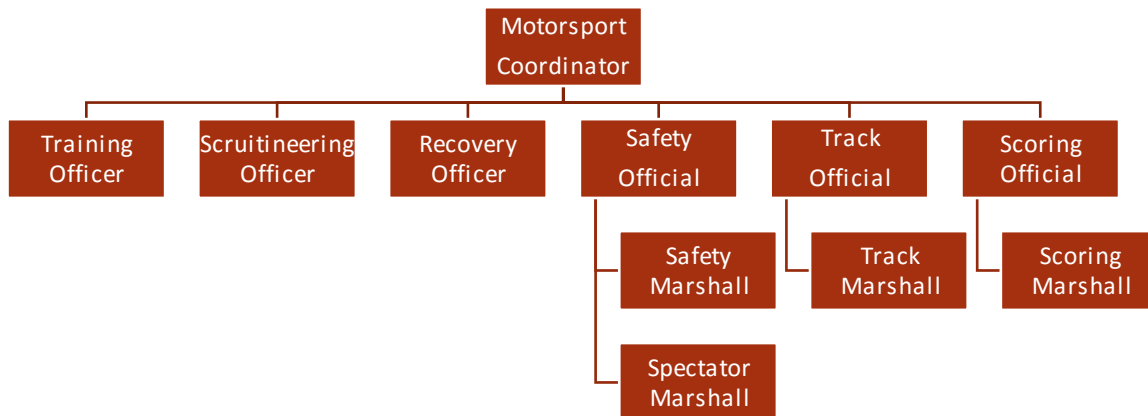 Motorsport
Coordinator
Training
Officer
Scruitineering
Officer
Recovery
Officer
Safety
Official
Track
Official
Scoring
Official
Safety
Marshall
Track
Marshall
Scoring
Marshall
Spectator
Marshall